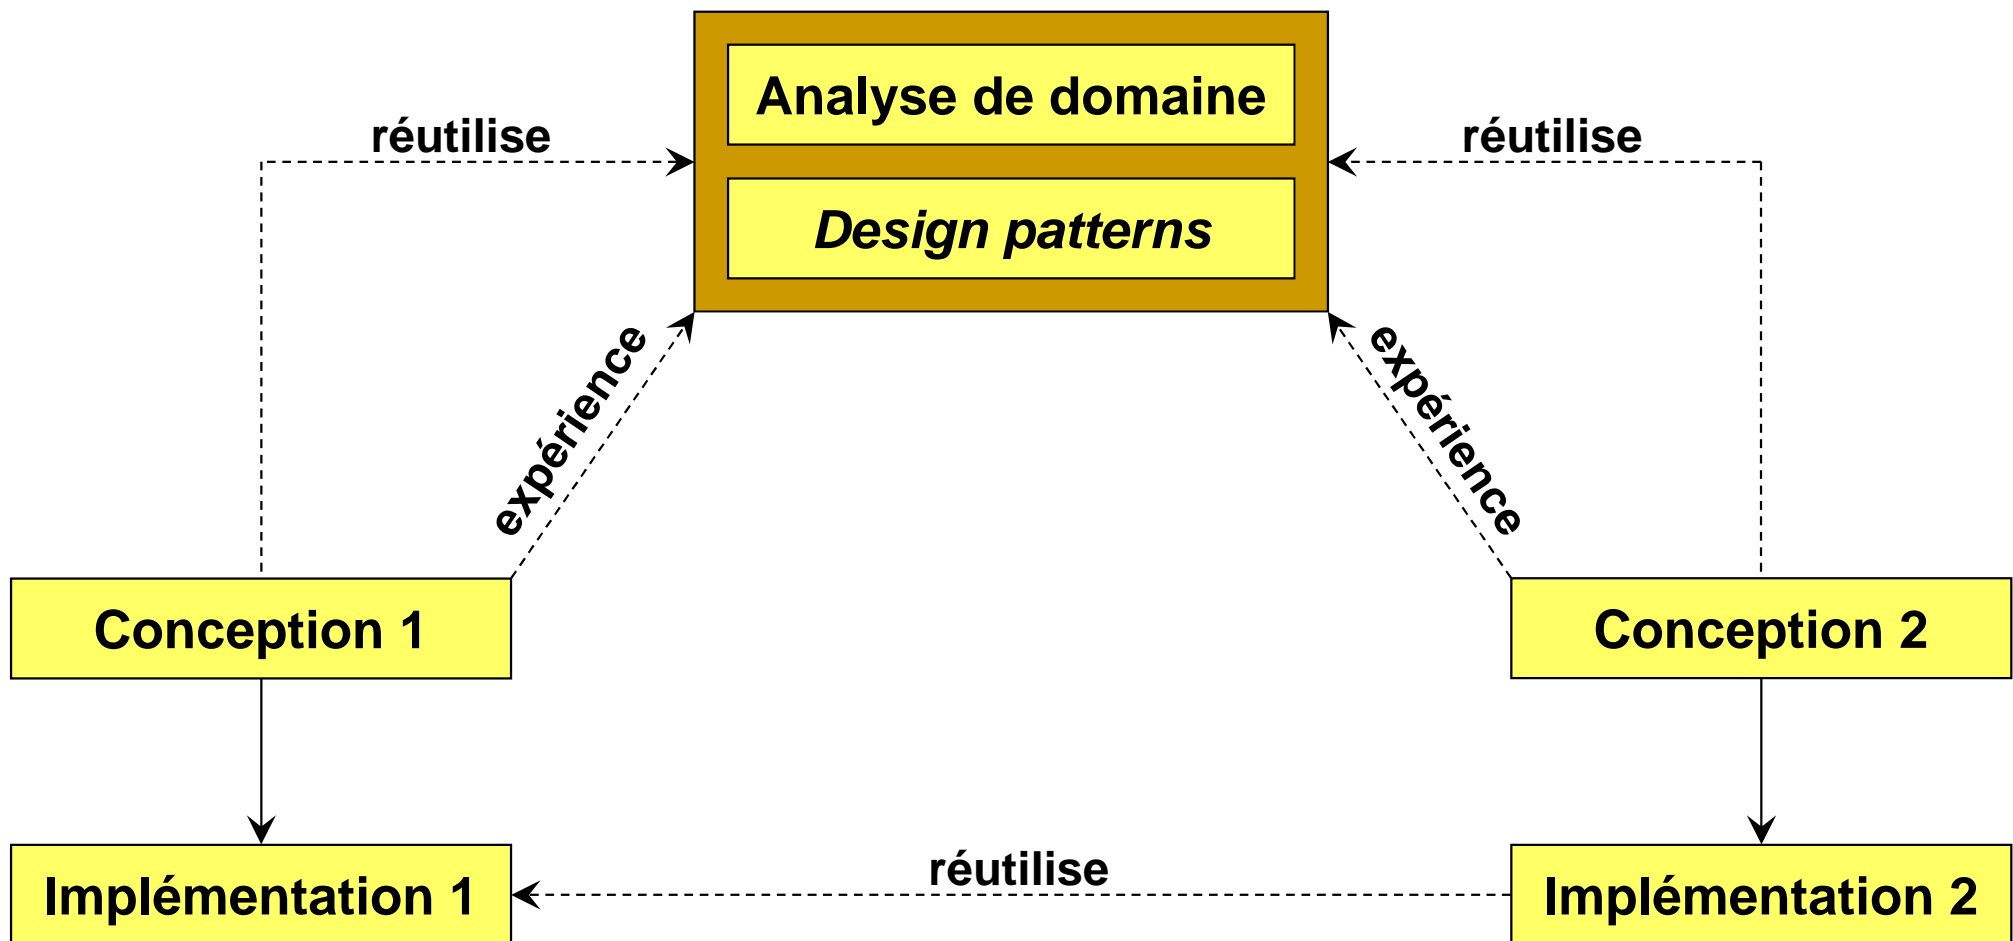 Analyse de domaine
réutilise
réutilise
Design patterns
expérience
expérience
Conception 1
Conception 2
réutilise
Implémentation 1
Implémentation 2